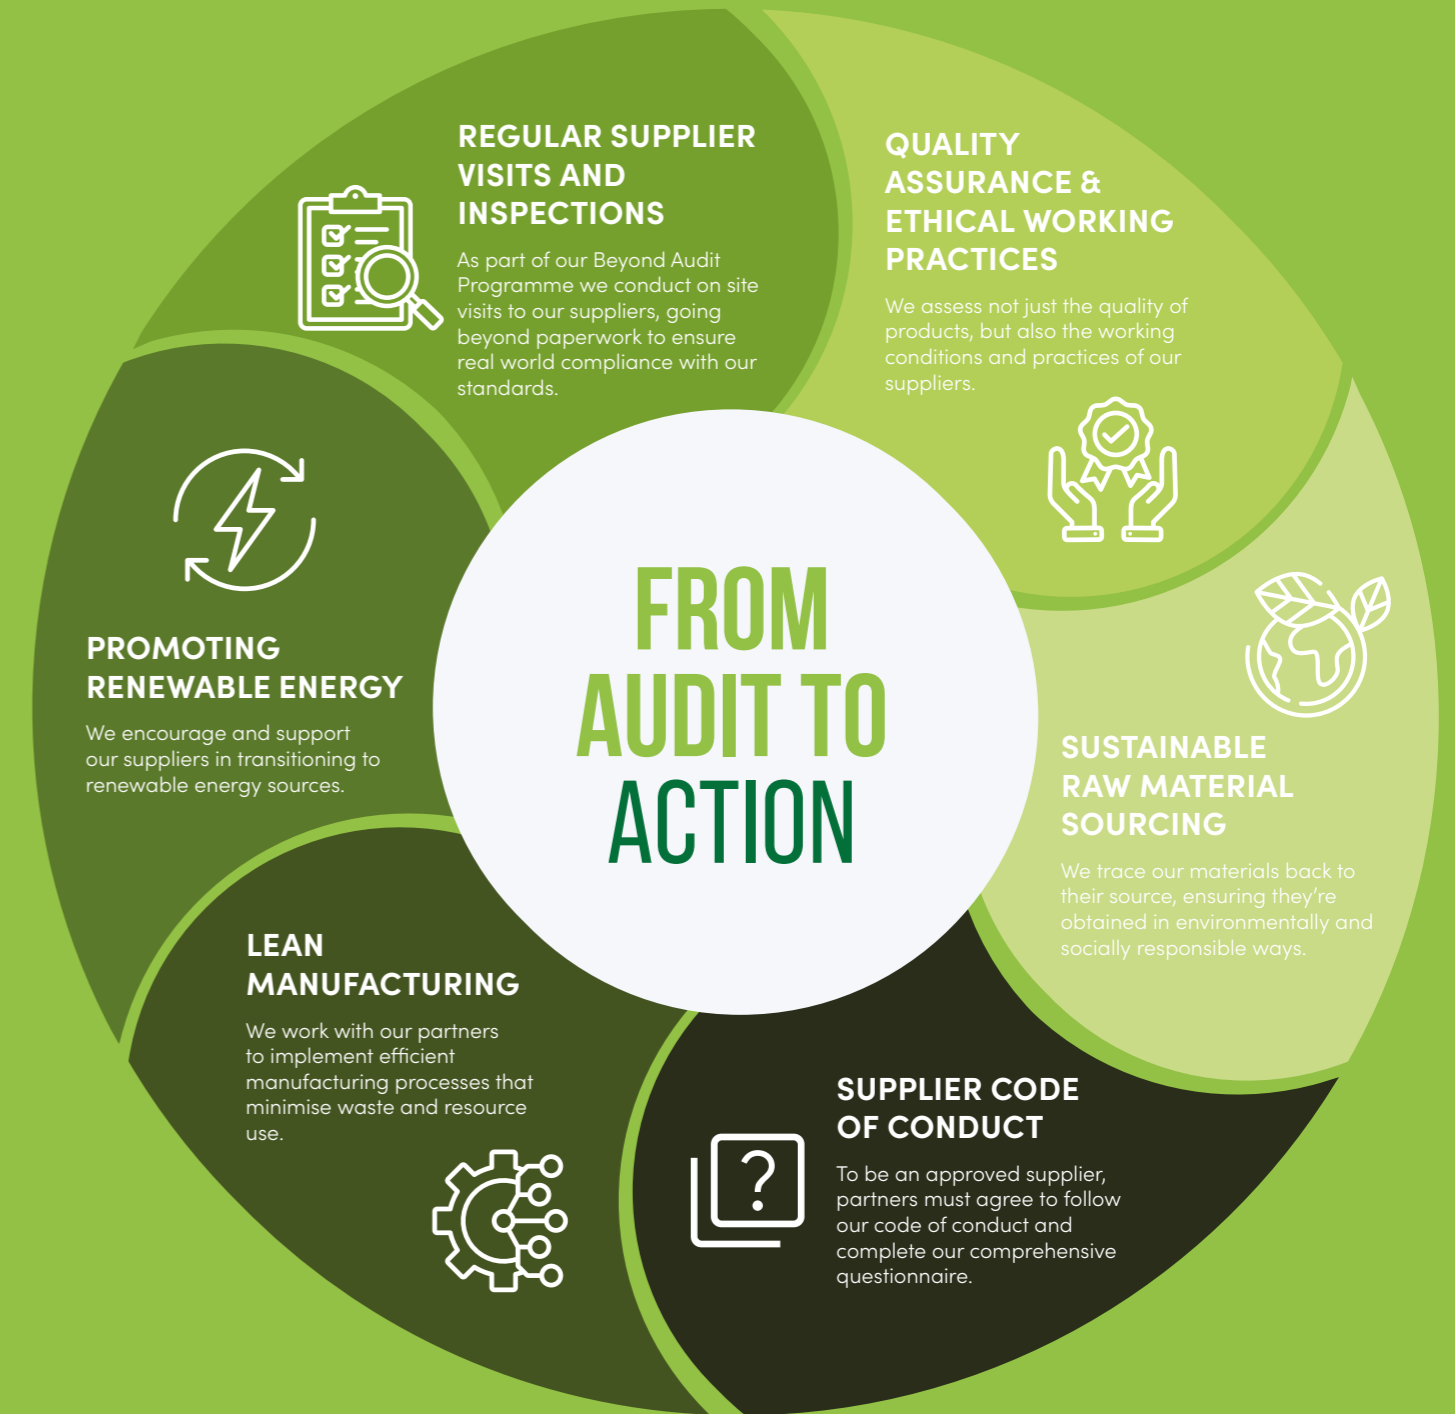 REGULAR SUPPLIER
VISITS AND
INSPECTIONS
As part of our Beyond Audit
Programme we conduct on site
visits to our suppliers, going
beyond paperwork to ensure
real world compliance with our
standards.
QUALITY
ASSURANCE &
ETHICAL WORKING
PRACTICES
We assess not just the quality of
products, but also the working
conditions and practices of our
suppliers.
PROMOTING
RENEWABLE ENERGY
We encourage and support
our suppliers in transitioning to
renewable energy sources.
FROM
AUDIT TO
ACTION
SUSTAINABLE
RAW MATERIAL
SOURCING
We trace our materials back to
their source, ensuring they're
obtained in environmentally and
socially responsible ways.
LEAN
MANUFACTURING
We work with our partners
to implement efficient
manufacturing processes that
minimise waste and resource
use.
SUPPLIER CODE
OF CONDUCT
To be an approved supplier,
partners must agree to follow
our code of conduct and
complete our comprehensive
questionnaire.
?